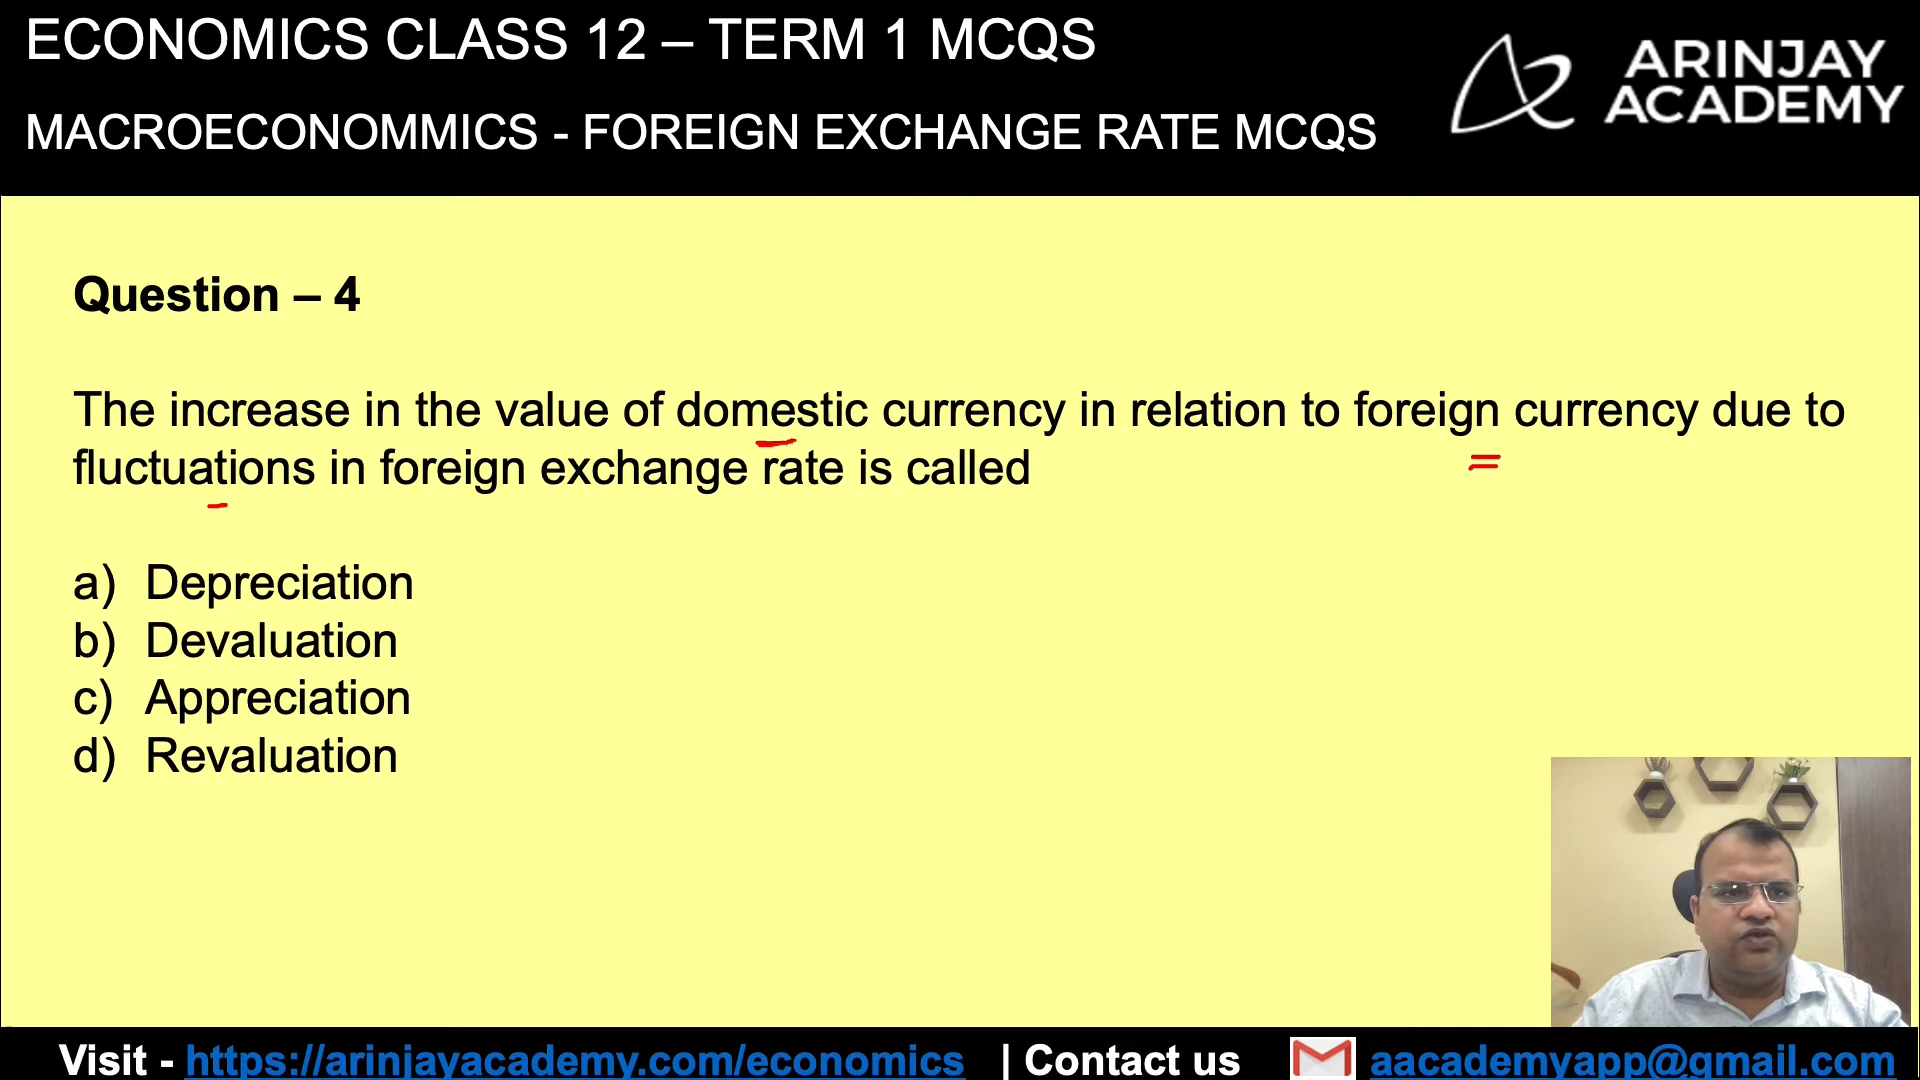 ECONOMICS CLASS 12 – TERM 1 MCQS
MACROECONOMMICS - FOREIGN EXCHANGE RATE MCQS
ARINJAY
ACADEMY
Question – 4
The increase in the value of domestic currency in relation to foreign currency due to
fluctuations in foreign exchange rate is called
a) Depreciation
b) Devaluation
c) Appreciation
d) Revaluation
Visit - https://arinjayacademy.com/economics | Contact us aacademyapp@gmail.com